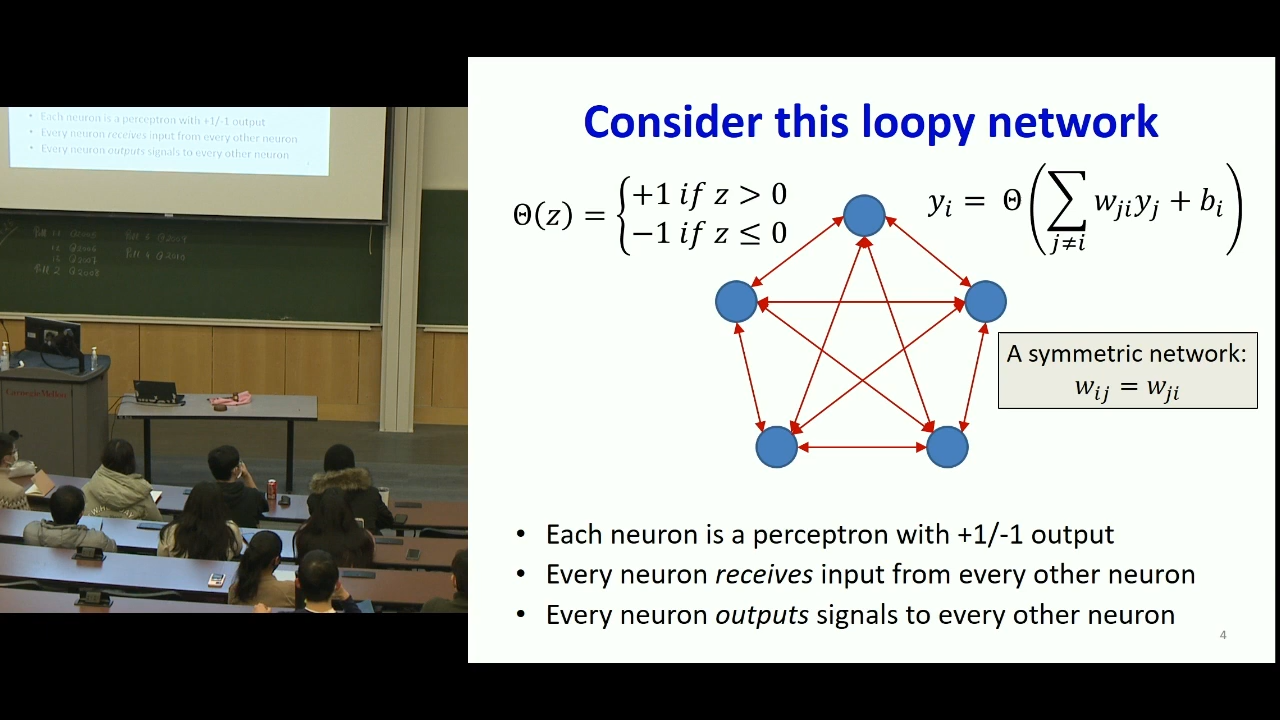 Consider this loopy network
Θ(z) = {+1 if z > 0
−1 if z ≤ 0
y_i = Θ(∑_{j≠i} w_{ji}y_j + b_i)
A symmetric network:
w_{ij} = w_{ji}
• Each neuron is a perceptron with +1/-1 output
• Every neuron receives input from every other neuron
• Every neuron outputs signals to every other neuron
4
• Each neuron is a perceptron with +1/-1 output
• Every neuron receives input from every other neuron
• Every neuron outputs signals to every other neuron
Carnegie Mellon